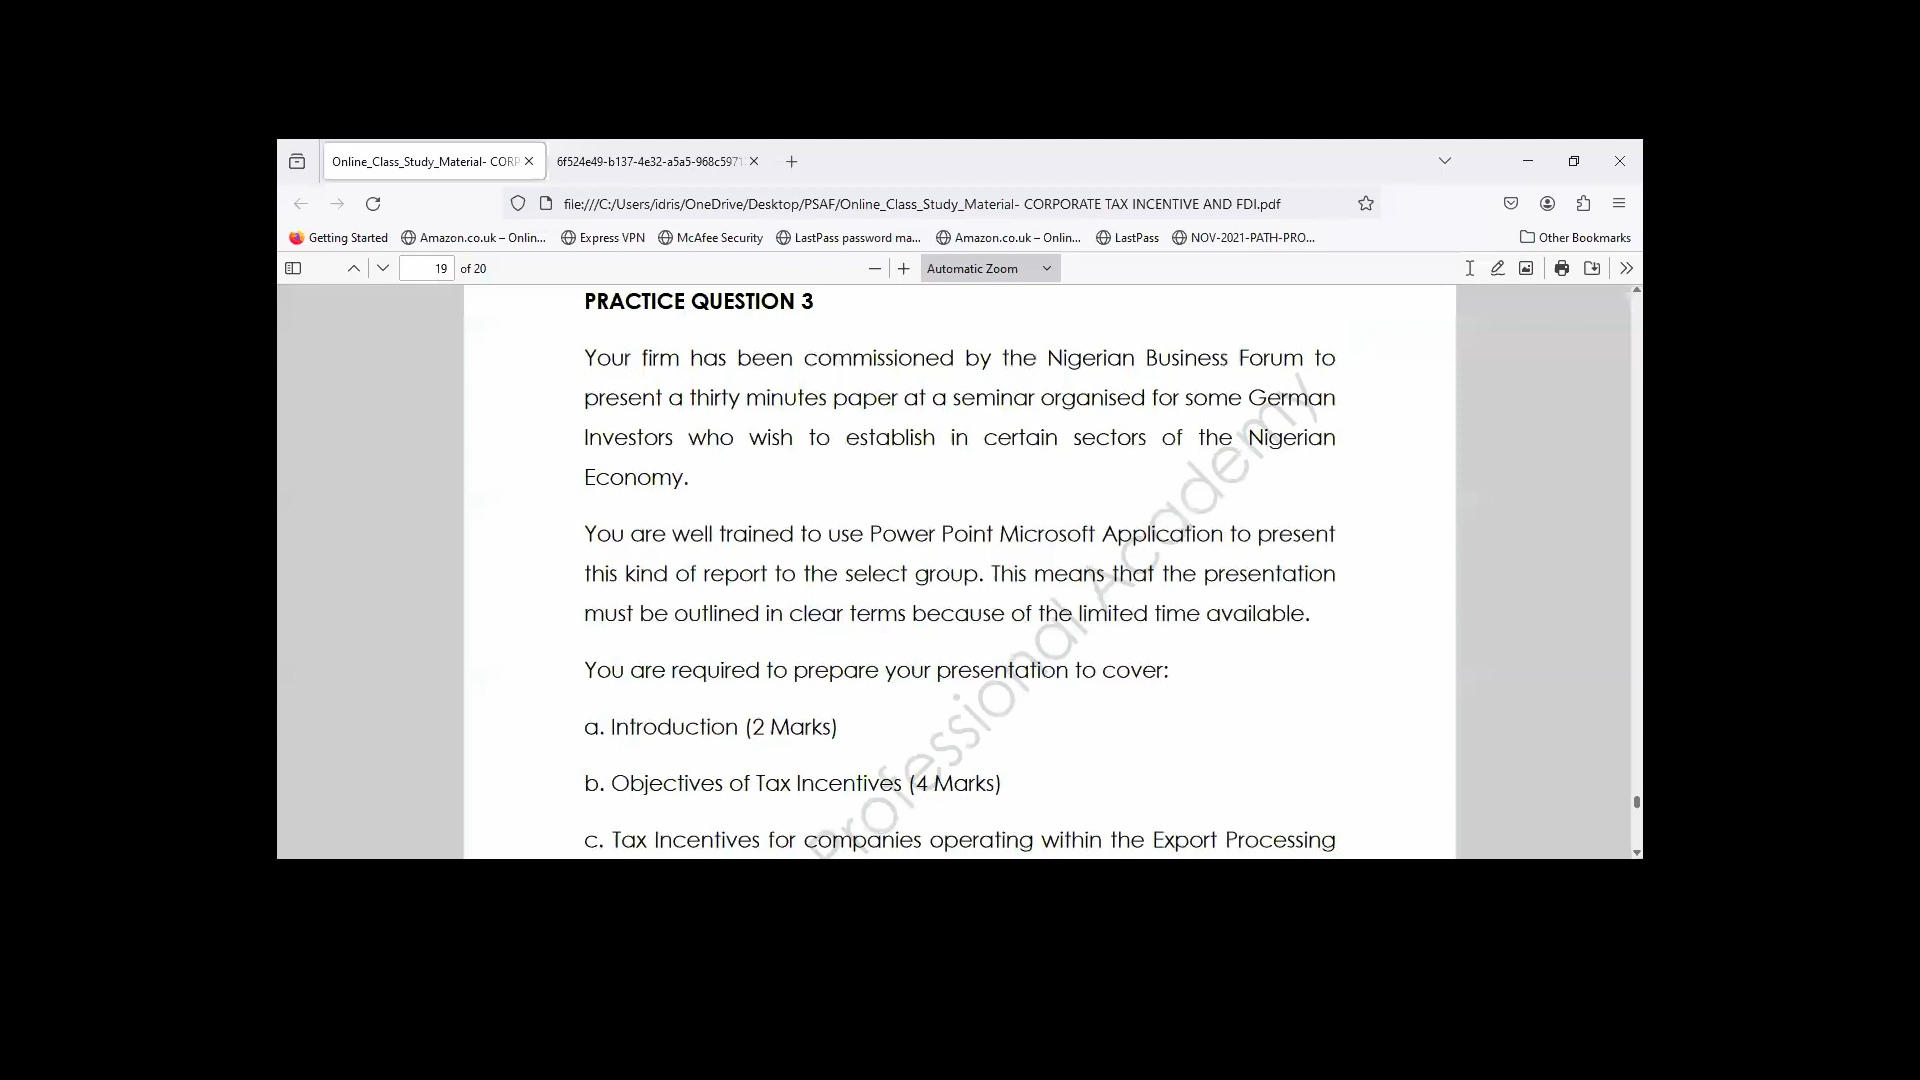 Online_Class_Study_Material- CORP
6f524e49-b137-4e32-a5a5-968c5971
file:///C:/Users/idris/OneDrive/Desktop/PSAF/Online_Class_Study_Material- CORPORATE TAX INCENTIVE AND FDI.pdf
Getting Started Amazon.co.uk – Onlin... Express VPN McAfee Security LastPass password ma... Amazon.co.uk – Onlin... LastPass NOV-2021-PATH-PRO... Other Bookmarks
19 of 20 Automatic Zoom
PRACTICE QUESTION 3
Your firm has been commissioned by the Nigerian Business Forum to
present a thirty minutes paper at a seminar organised for some German
Investors who wish to establish in certain sectors of the Nigerian
Economy.
You are well trained to use Power Point Microsoft Application to present
this kind of report to the select group. This means that the presentation
must be outlined in clear terms because of the limited time available.
You are required to prepare your presentation to cover:
a. Introduction (2 Marks)
b. Objectives of Tax Incentives (4 Marks)
c. Tax Incentives for companies operating within the Export Processing
Professional Academy